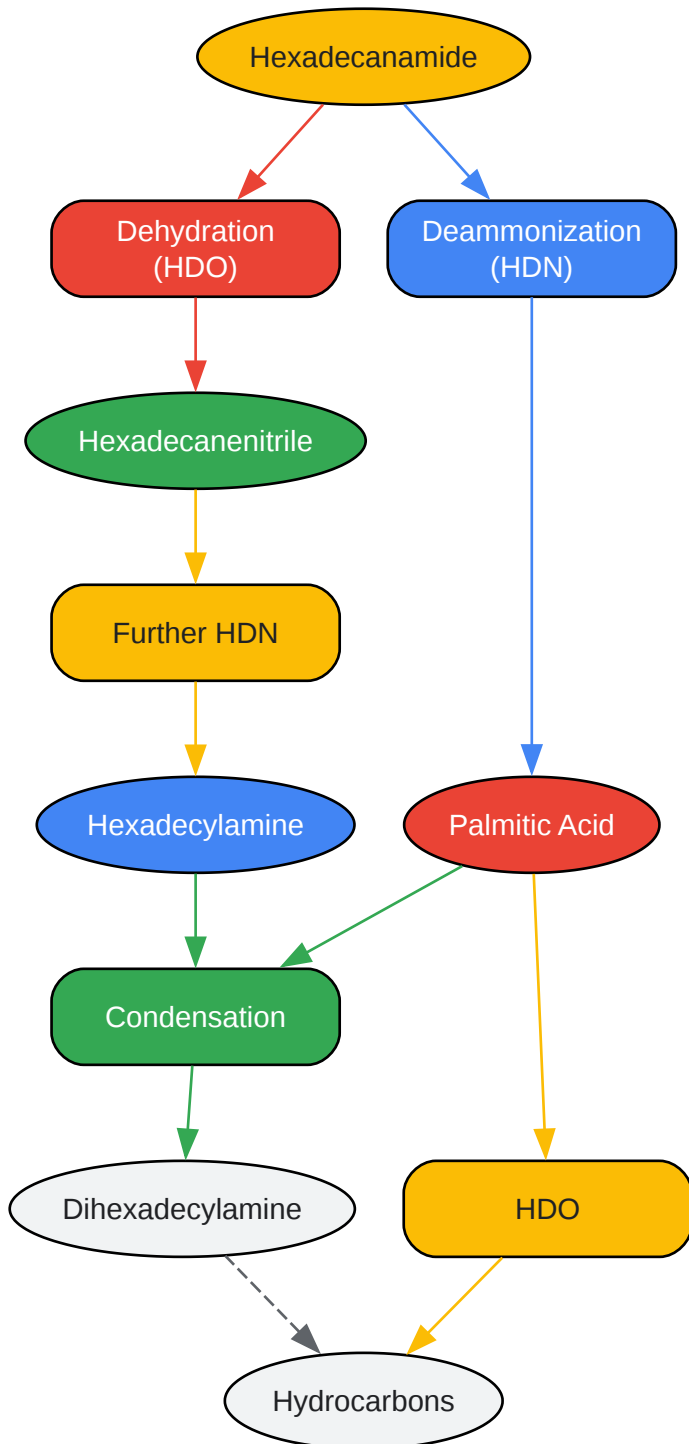 Hexadecanamide
Dehydration
(HDO)
Deammonization
(HDN)
Hexadecanenitrile
Further HDN
Hexadecylamine
Palmitic Acid
Condensation
Dihexadecylamine
HDO
Hydrocarbons